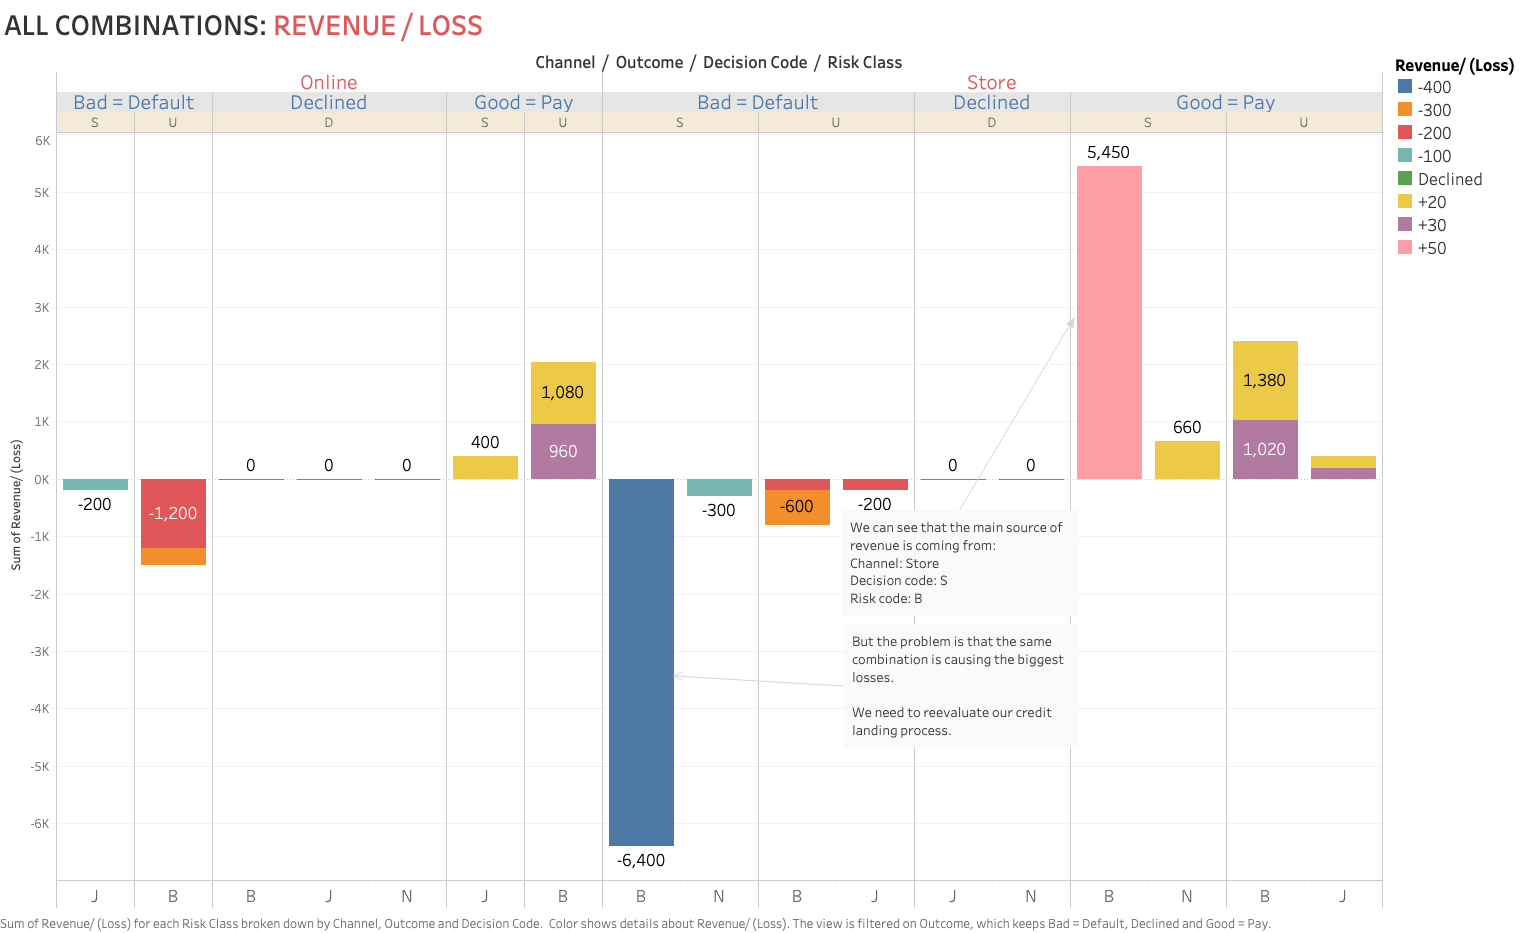 ALL COMBINATIONS: REVENUE / LOSS
Channel / Outcome / Decision Code / Risk Class
Online Store
Bad = Default Declined Good = Pay Bad = Default Declined Good = Pay
S U D S U S U D S U
Revenue/ (Loss)
-400
-300
-200
-100
Declined
+20
+30
+50
Sum of Revenue/ (Loss)
6K
5K
4K
3K
2K
1K
0K
-1K
-2K
-3K
-4K
-5K
-6K
-200
-1,200
0
0
0
400
1,080
960
-6,400
-300
-600
-200
0
0
5,450
660
1,380
1,020
We can see that the main source of
revenue is coming from:
Channel: Store
Decision code: S
Risk code: B
But the problem is that the same
combination is causing the biggest
losses.
We need to reevaluate our credit
landing process.
J B B J N J B B N B J J N B N B J
Sum of Revenue/ (Loss) for each Risk Class broken down by Channel, Outcome and Decision Code. Color shows details about Revenue/ (Loss). The view is filtered on Outcome, which keeps Bad = Default, Declined and Good = Pay.